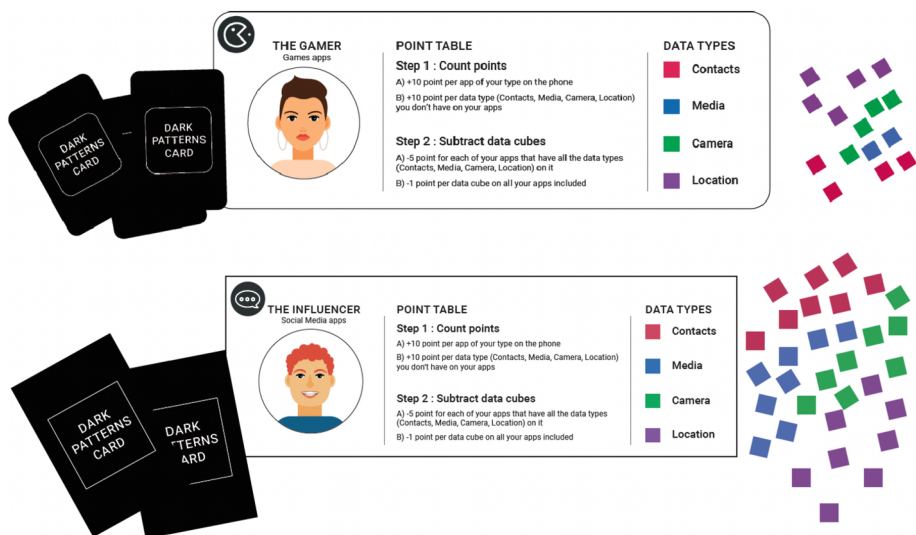 DARK
PATTERNS
CARD
DARK
PATTERNS
CARD
THE GAMER
Games apps
POINT TABLE
Step 1 : Count points
A) +10 point per app of your type on the phone
B) +10 point per data type (Contacts, Media, Camera, Location)
you don't have on your apps
Step 2 : Subtract data cubes
A) -5 point for each of your apps that have all the data types
(Contacts, Media, Camera, Location) on it
B) -1 point per data cube on all your apps included
DATA TYPES
Contacts
Media
Camera
Location
DARK
PATTERNS
CARD
DARK
TERNS
ARD
THE INFLUENCER
Social Media apps
POINT TABLE
Step 1 : Count points
A) +10 point per app of your type on the phone
B) +10 point per data type (Contacts, Media, Camera, Location)
you don't have on your apps
Step 2 : Subtract data cubes
A) -5 point for each of your apps that have all the data types
(Contacts, Media, Camera, Location) on it
B) -1 point per data cube on all your apps included
DATA TYPES
Contacts
Media
Camera
Location